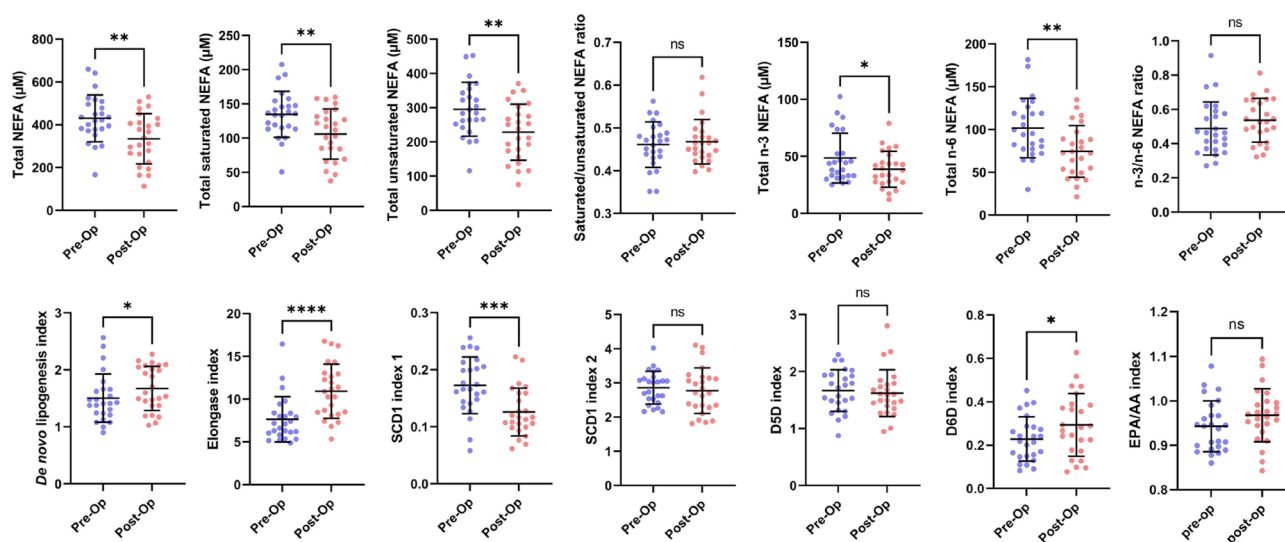 Total NEFA (μM)
800
600
400
200
0
**
Pre-Op
Post-Op
Total saturated NEFA (μM)
250
200
150
100
50
0
**
Pre-Op
Post-Op
Total unsaturated NEFA (μM)
500
400
300
200
100
0
**
Pre-Op
Post-Op
Saturated/unsaturated NEFA ratio
0.7
0.6
0.5
0.4
0.3
ns
Pre-Op
Post-Op
Total n-3 NEFA (μM)
150
100
50
0
*
Pre-Op
Post-Op
Total n-6 NEFA (μM)
200
150
100
50
0
**
Pre-Op
Post-Op
n-3/n-6 NEFA ratio
1.0
0.8
0.6
0.4
0.2
0.0
ns
Pre-Op
Post-Op
De novo lipogenesis index
3
2
1
0
*
Pre-Op
Post-Op
Elongase index
20
15
10
5
0
****
Pre-Op
Post-Op
SCD1 index 1
0.3
0.2
0.1
0.0
***
Pre-Op
Post-Op
SCD1 index 2
6
4
2
0
ns
Pre-Op
Post-Op
D5D index
3
2
1
0
ns
Pre-Op
Post-Op
D6D index
0.8
0.6
0.4
0.2
0.0
*
Pre-Op
Post-Op
EPA/AA index
1.2
1.1
1.0
0.9
0.8
ns
pre-op
post-op